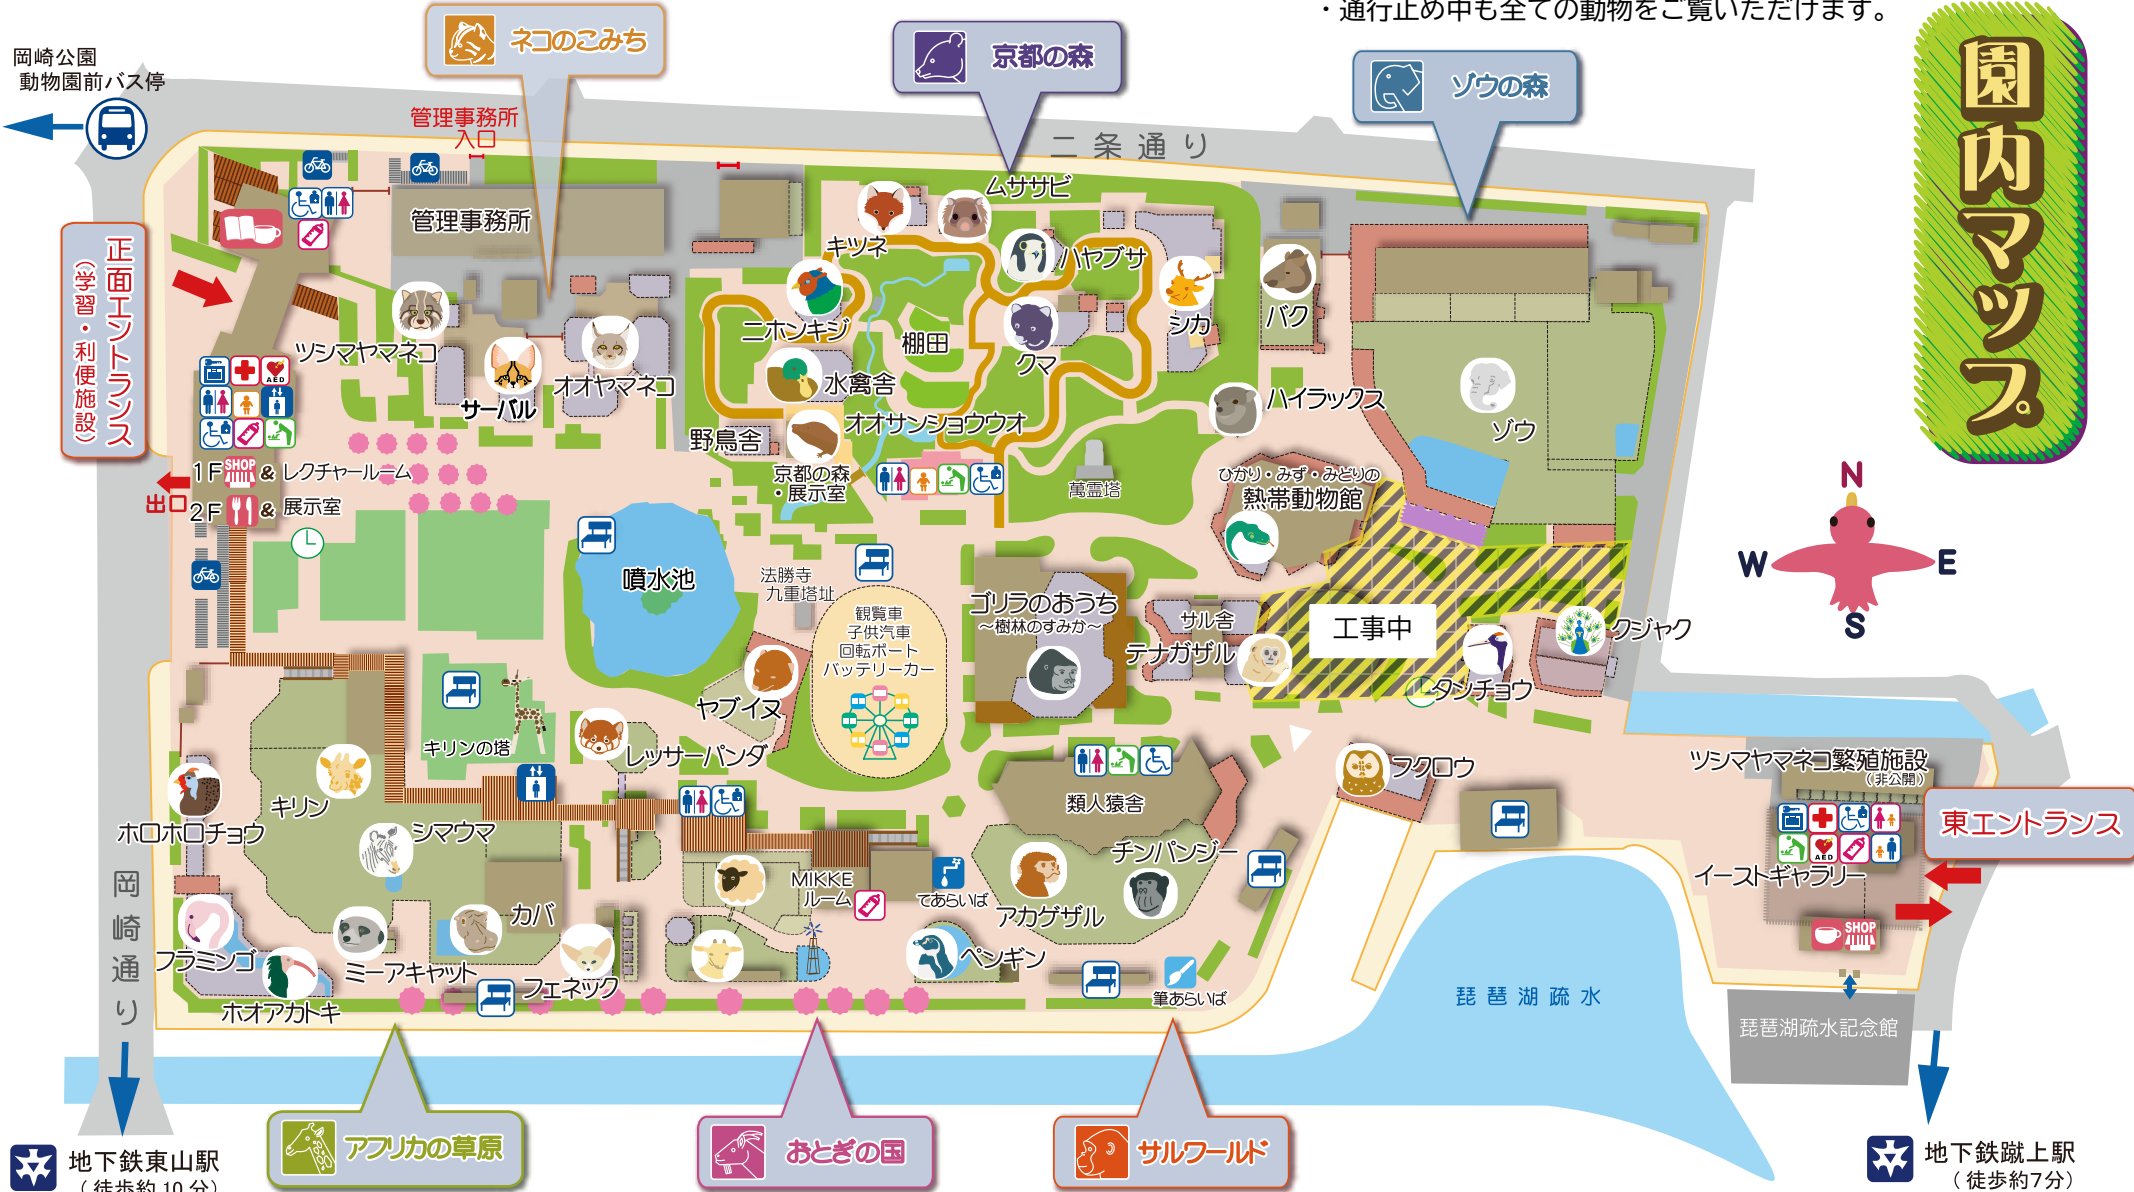 ・通行止め中も全ての動物をご覧いただけます。
園内マップ
岡崎公園
動物園前バス停
ネコのこみち
京都の森
ゾウの森
管理事務所
入口
二条通り
正面エントランス
（学習・利便施設）
管理事務所
ムササビ
キツネ
ハヤブサ
ニホンキジ
シカ
バク
ツシマヤマネコ
サーバル
オオヤマネコ
棚田
クマ
水禽舎
ハイラックス
ゾウ
オオサンショウウオ
野鳥舎
京都の森
・展示室
萬霊塔
ひかり・みず・みどりの
熱帯動物館
AED
1F SHOP & レクチャールーム
出口
2F & 展示室
噴水池
法勝寺
九重塔址
観覧車
子供汽車
回転ボート
バッテリーカー
ゴリラのおうち
～樹林のすみか～
サル舎
テナガザル
工事中
クジャク
タンチョウ
N
W
E
S
ヤブイヌ
レッサーパンダ
キリンの塔
キリン
シマウマ
ホロホロチョウ
カバ
フラミンゴ
ミーアキャット
フェネック
ホオアカトキ
MIKKE
ルーム
てあらいば
ペンギン
類人猿舎
チンパンジー
アカゲザル
筆あらいば
フクロウ
ツシマヤマネコ繁殖施設
（非公開）
AED
東エントランス
イーストギャラリー
SHOP
琵琶湖疏水
琵琶湖疏水記念館
岡崎通り
アフリカの草原
おとぎの国
サルワールド
地下鉄東山駅
（徒歩約10分）
地下鉄蹴上駅
（徒歩約7分）